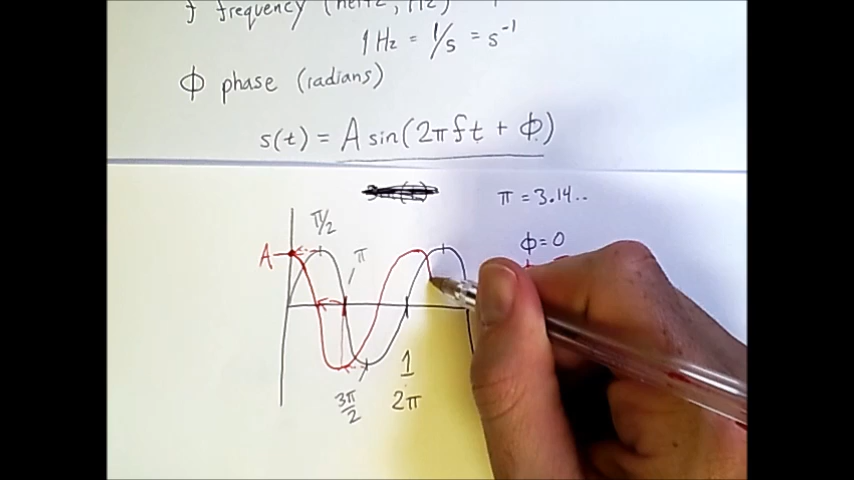 f frequency (hertz, Hz)
1 Hz = 1/s = s⁻¹
Φ phase (radians)
s(t) = A sin(2πft + Φ)
π = 3.14..
π/2
Φ=0
A
π
1
3π/2
2π